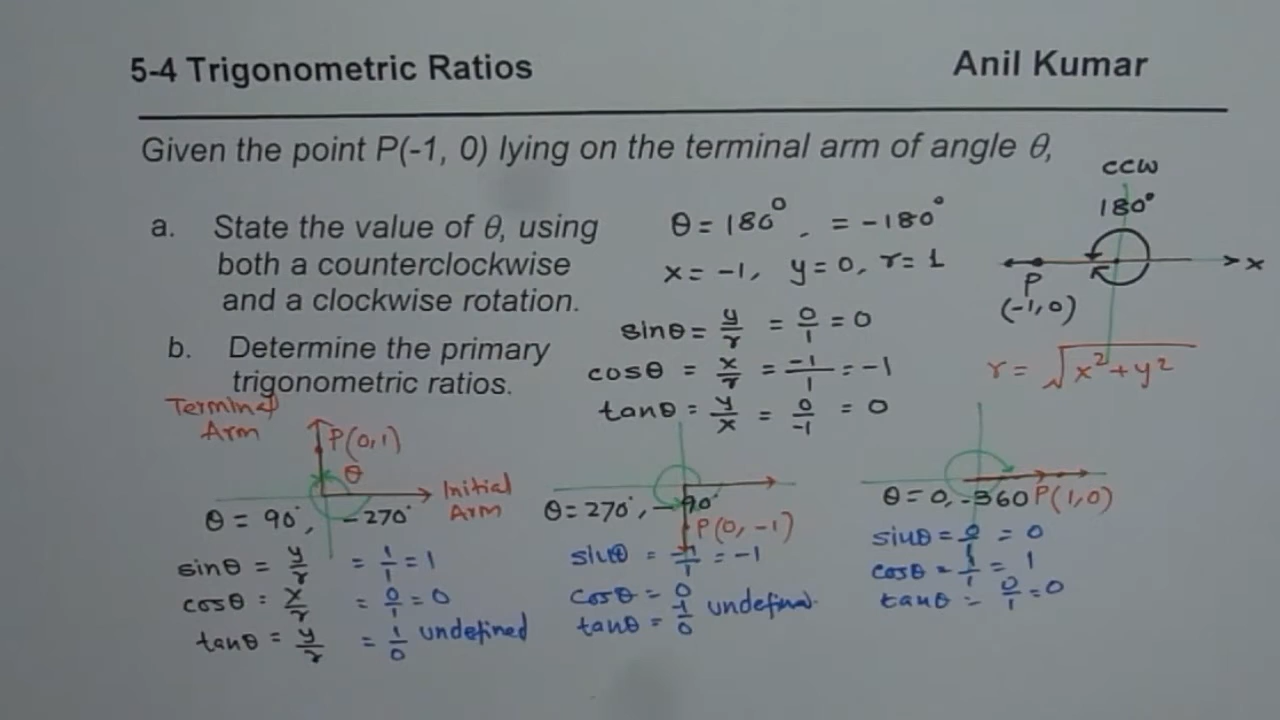 5-4 Trigonometric Ratios
Anil Kumar
Given the point P(-1, 0) lying on the terminal arm of angle θ,
a. State the value of θ, using
both a counterclockwise
and a clockwise rotation.
b. Determine the primary
trigonometric ratios.
θ = 180°, = -180°
x = -1, y = 0, r = 1
sinθ = y/r = 0/1 = 0
cosθ = x/r = -1/1 = -1
tanθ = y/x = 0/-1 = 0
ccw
180°
x
P
(-1,0)
r = √x²+y²
Terminal
Arm
P(0,1)
θ
Initial
Arm
θ = 90°, -270°
sinθ = y/r = 1/1 = 1
cosθ = x/r = 0/1 = 0
tanθ = y/r = 1/0 undefined
θ = 270°, -90°
P(0, -1)
sinθ = -1/1 = -1
cosθ = 0
tanθ = -1/0
θ = 0, -360 P(1,0)
sinθ = 0/1 = 0
cosθ = 1/1 = 1
tanθ = 0/1 = 0